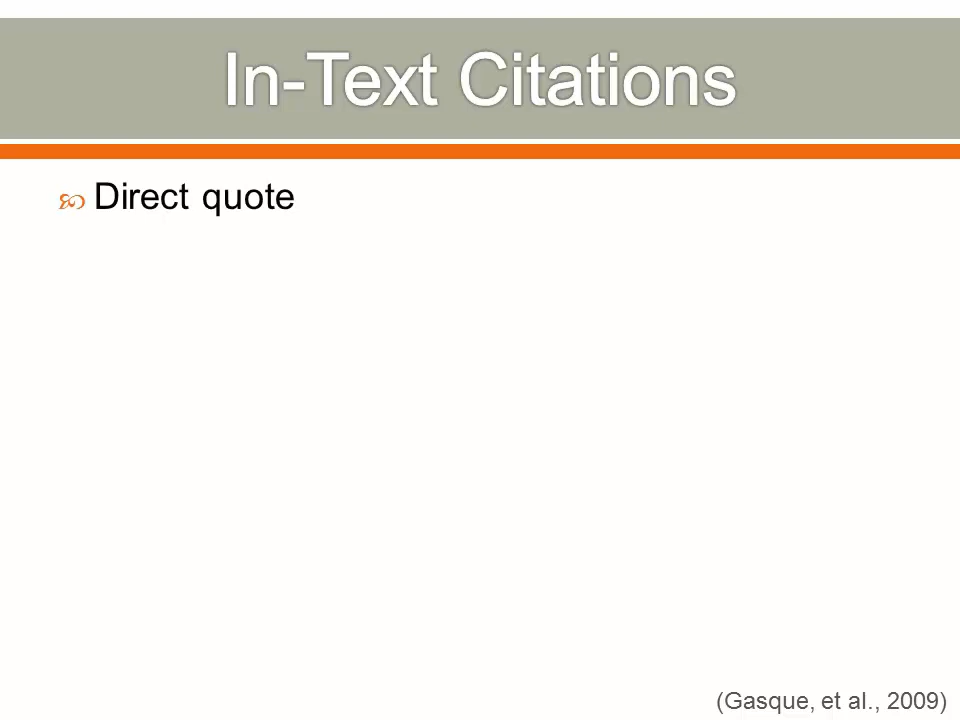 In-Text Citations
Direct quote
(Gasque, et al., 2009)